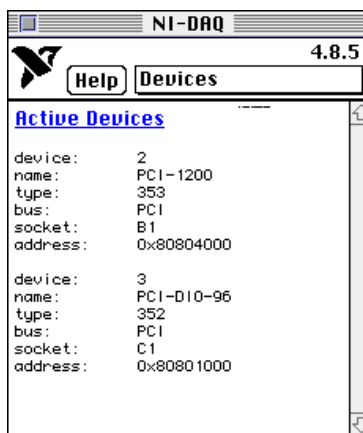 NI-DAQ
4.8.5
Help Devices
Active Devices
device: 2
name: PCI-1200
type: 353
bus: PCI
socket: B1
address: 0x80804000
device: 3
name: PCI-DIO-96
type: 352
bus: PCI
socket: C1
address: 0x80801000